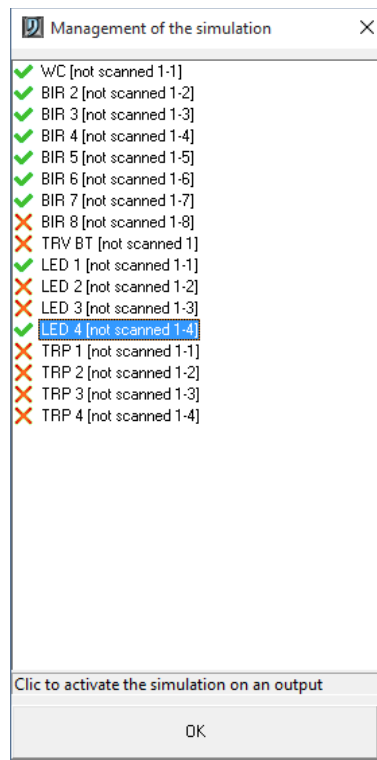 Management of the simulation
WC [not scanned 1-1]
BIR 2 [not scanned 1-2]
BIR 3 [not scanned 1-3]
BIR 4 [not scanned 1-4]
BIR 5 [not scanned 1-5]
BIR 6 [not scanned 1-6]
BIR 7 [not scanned 1-7]
BIR 8 [not scanned 1-8]
TRV BT [not scanned 1]
LED 1 [not scanned 1-1]
LED 2 [not scanned 1-2]
LED 3 [not scanned 1-3]
LED 4 [not scanned 1-4]
TRP 1 [not scanned 1-1]
TRP 2 [not scanned 1-2]
TRP 3 [not scanned 1-3]
TRP 4 [not scanned 1-4]
Clic to activate the simulation on an output
OK